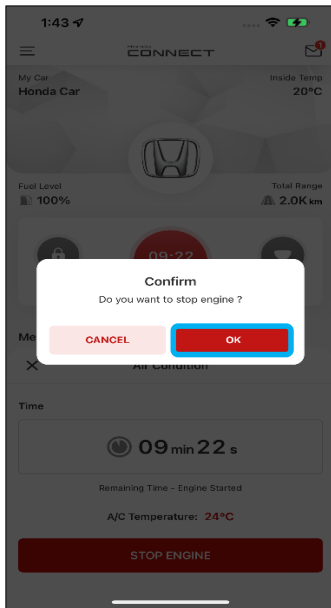 1:43
HONDA
CONNECT
My Car
Inside Temp
Honda Car
20°C
Fuel Level
Total Range
100%
2.0K km
09:22
Confirm
Do you want to stop engine ?
CANCEL
OK
Me
Air Condition
Time
09 min 22 s
Remaining Time - Engine Started
A/C Temperature: 24°C
STOP ENGINE